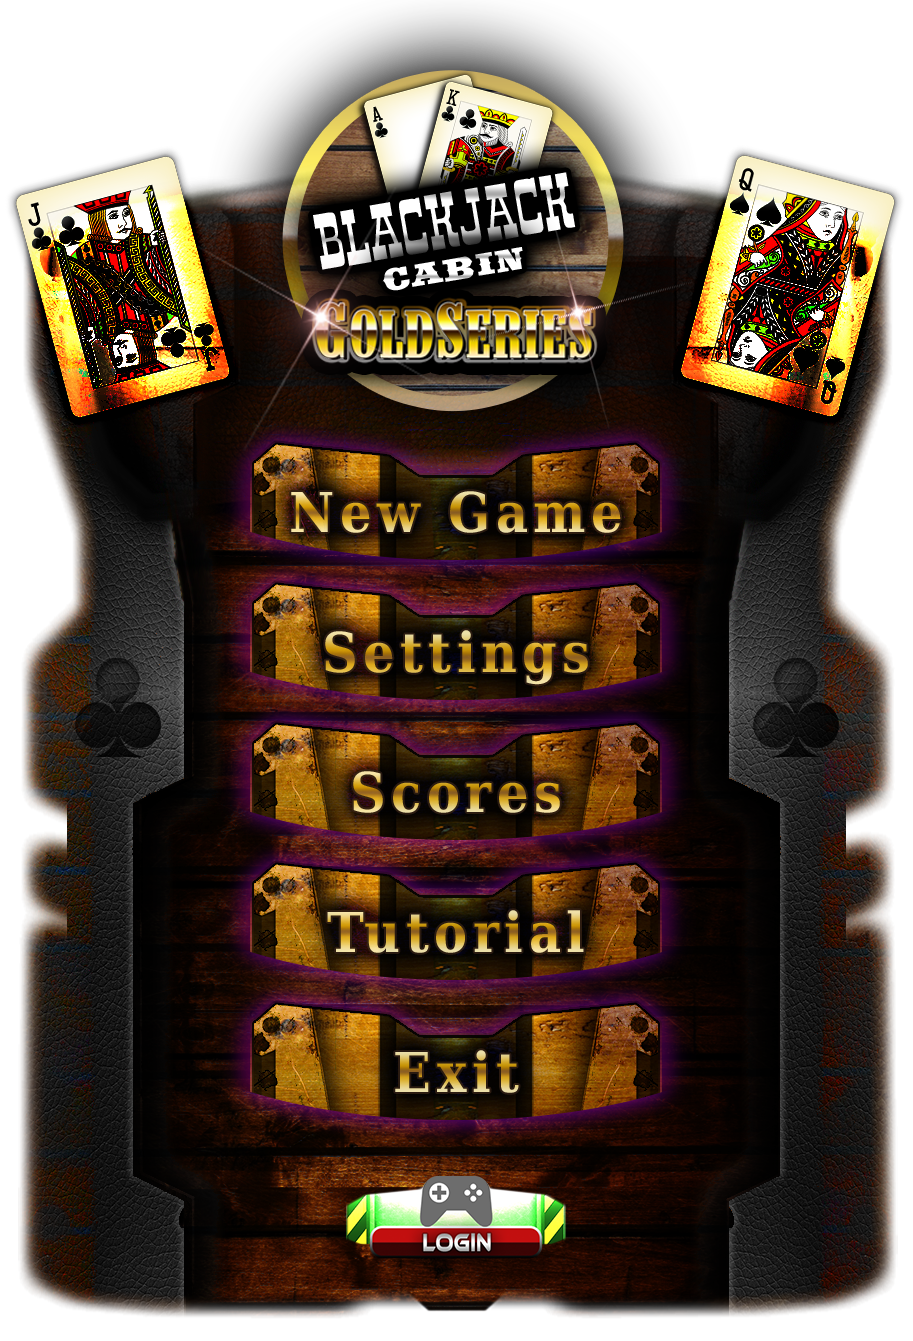 A
K
J
Q
BLACKJACK
CABIN
GOLDSERIES
J
Q
New Game
Settings
Scores
Tutorial
Exit
LOGIN